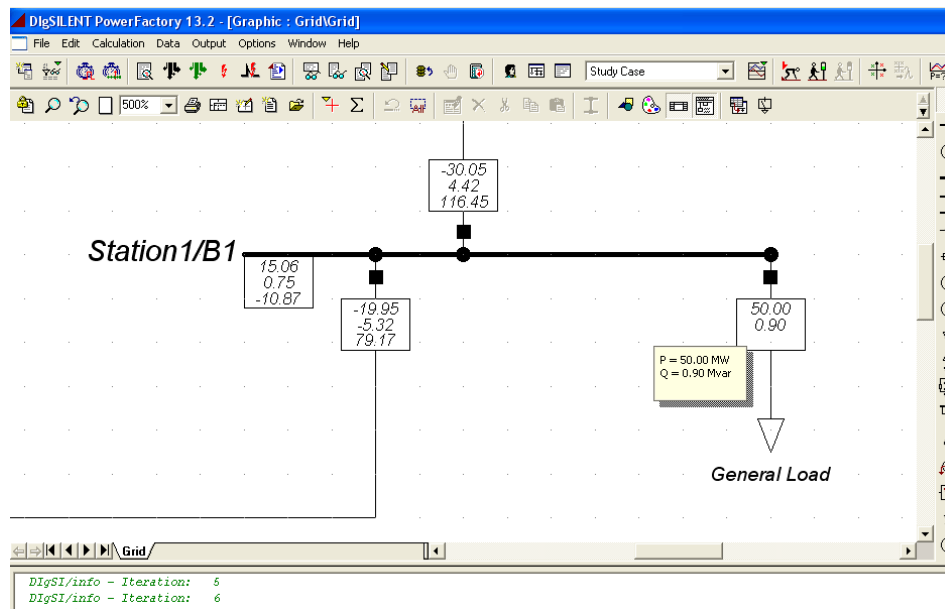 DIgSILENT PowerFactory 13.2 - [Graphic : Grid\Grid]
File Edit Calculation Data Output Options Window Help
Study Case
500%
-30.05
4.42
116.45
Station1/B1
15.06
0.75
-10.87
-19.95
-5.32
79.17
50.00
0.90
P = 50.00 MW
Q = 0.90 Mvar
General Load
Grid
DIgSI/info - Iteration: 5
DIgSI/info - Iteration: 6